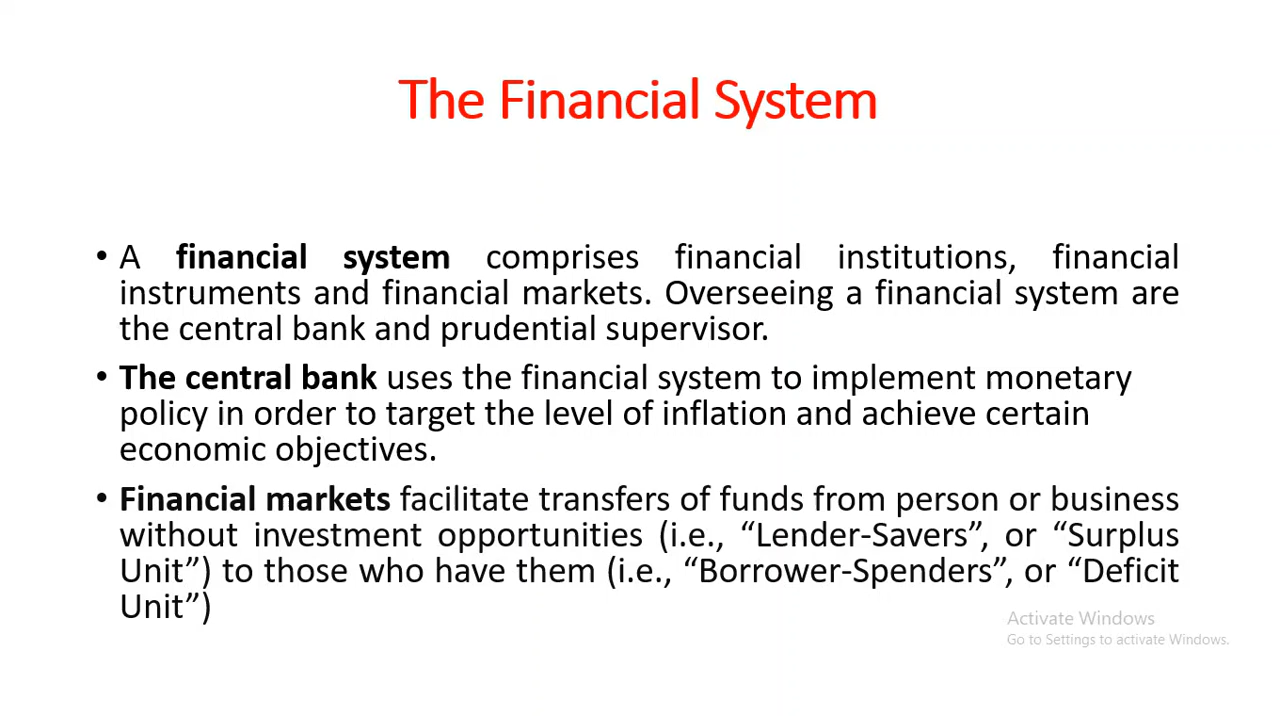 The Financial System
• A financial system comprises financial institutions, financial
instruments and financial markets. Overseeing a financial system are
the central bank and prudential supervisor.
• The central bank uses the financial system to implement monetary
policy in order to target the level of inflation and achieve certain
economic objectives.
• Financial markets facilitate transfers of funds from person or business
without investment opportunities (i.e., “Lender-Savers”, or “Surplus
Unit”) to those who have them (i.e., “Borrower-Spenders”, or “Deficit
Unit”)
Activate Windows
Go to Settings to activate Windows.